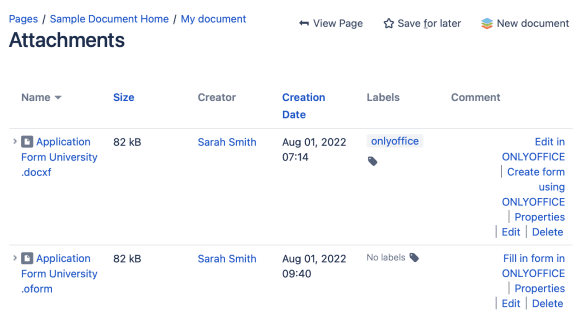 Pages / Sample Document Home / My document
View Page
Save for later
New document
Attachments
Name Size Creator Creation Date Labels Comment
Application Form University .docxf
82 kB
Sarah Smith
Aug 01, 2022 07:14
onlyoffice
Edit in ONLYOFFICE
| Create form using ONLYOFFICE
| Properties
| Edit | Delete
Application Form University .oform
82 kB
Sarah Smith
Aug 01, 2022 09:40
No labels
Fill in form in ONLYOFFICE
| Properties
| Edit | Delete